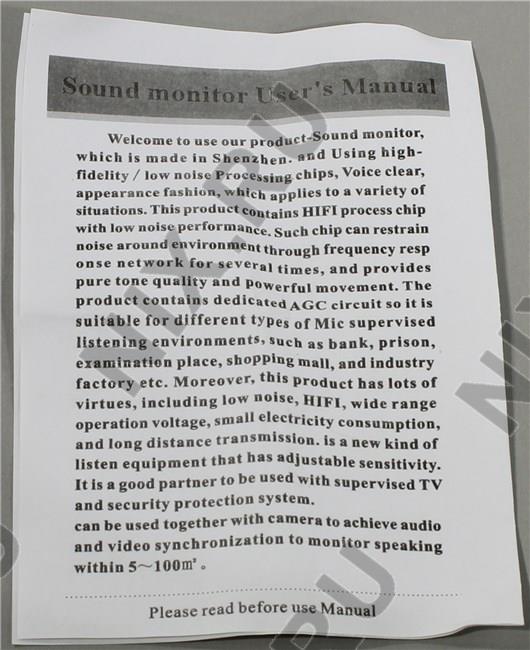 Sound monitor User's Manual
Welcome to use our product-Sound monitor,
which is made in Shenzhen. and Using high-
fidelity / low noise Processing chips, Voice clear,
appearance fashion, which applies to a variety of
situations. This product contains HIFI process chip
with low noise performance. Such chip can restrain
noise around environment through frequency resp
onse network for several times, and provides
pure tone quality and powerful movement. The
product contains dedicated AGC circuit so it is
suitable for different types of Mic supervised
listening environments, such as bank, prison,
examination place, shopping mall, and industry
factory etc. Moreover, this product has lots of
virtues, including low noise, HIFI, wide range
operation voltage, small electricity consumption,
and long distance transmission. is a new kind of
listen equipment that has adjustable sensitivity.
It is a good partner to be used with supervised TV
and security protection system.
can be used together with camera to achieve audio
and video synchronization to monitor speaking
within 5～100㎡。
Please read before use Manual
NIX.RU